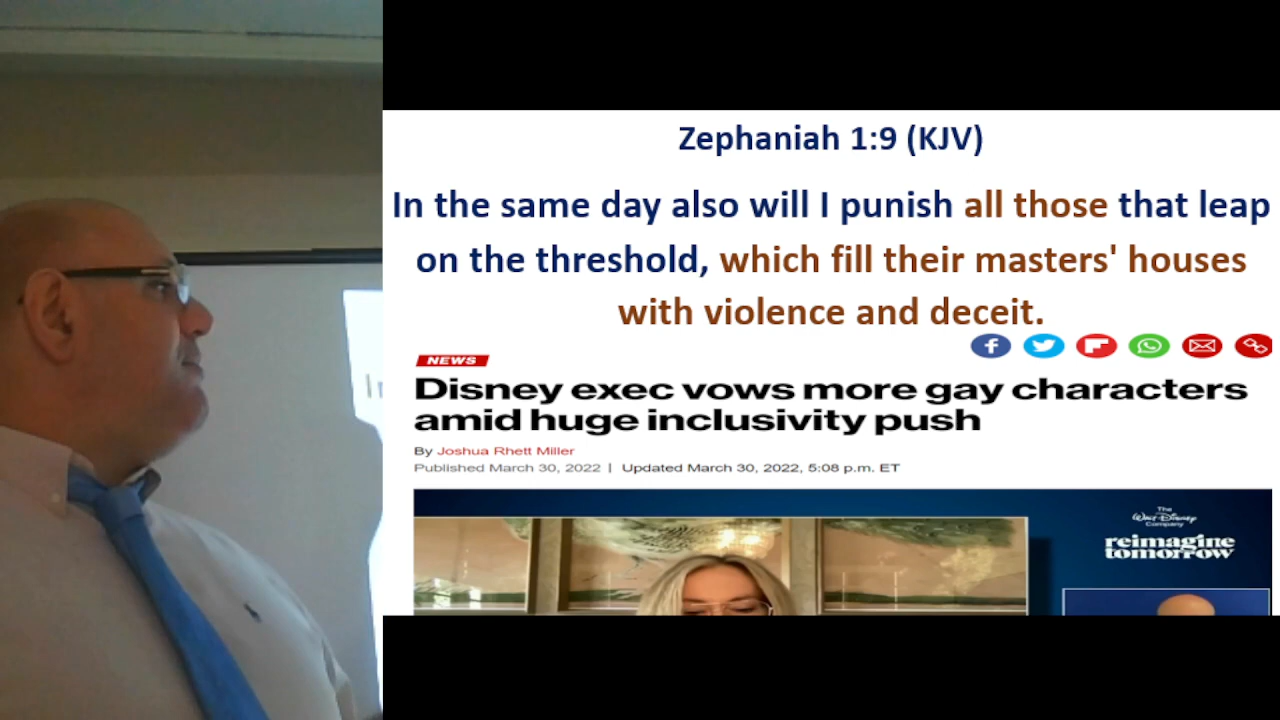 Zephaniah 1:9 (KJV)
In the same day also will I punish all those that leap
on the threshold, which fill their masters' houses
with violence and deceit.
NEWS
Disney exec vows more gay characters
amid huge inclusivity push
By Joshua Rhett Miller
Published March 30, 2022 | Updated March 30, 2022, 5:08 p.m. ET
The
Walt Disney
Company
reimagine
tomorrow